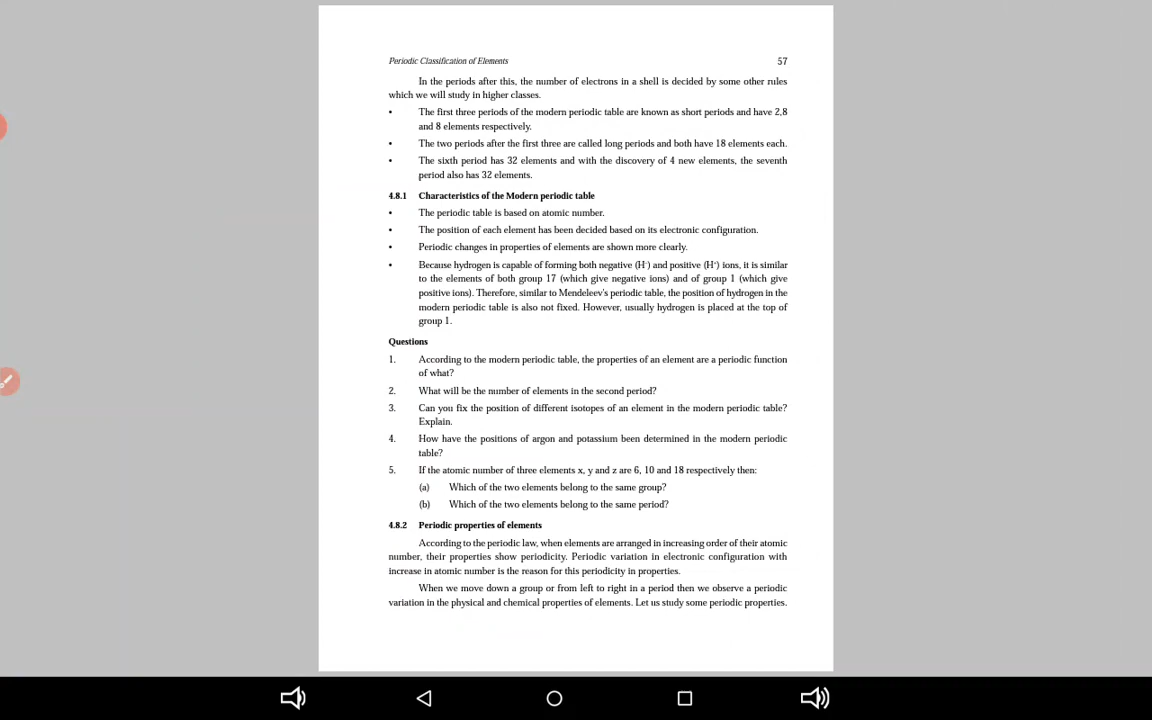 Periodic Classification of Elements 57
In the periods after this, the number of electrons in a shell is decided by some other rules
which we will study in higher classes.
• The first three periods of the modern periodic table are known as short periods and have 2,8
and 8 elements respectively.
• The two periods after the first three are called long periods and both have 18 elements each.
• The sixth period has 32 elements and with the discovery of 4 new elements, the seventh
period also has 32 elements.
4.8.1 Characteristics of the Modern periodic table
• The periodic table is based on atomic number.
• The position of each element has been decided based on its electronic configuration.
• Periodic changes in properties of elements are shown more clearly.
• Because hydrogen is capable of forming both negative (H⁻) and positive (H⁺) ions, it is similar
to the elements of both group 17 (which give negative ions) and of group 1 (which give
positive ions). Therefore, similar to Mendeleev's periodic table, the position of hydrogen in the
modern periodic table is also not fixed. However, usually hydrogen is placed at the top of
group 1.
Questions
1. According to the modern periodic table, the properties of an element are a periodic function
of what?
2. What will be the number of elements in the second period?
3. Can you fix the position of different isotopes of an element in the modern periodic table?
Explain.
4. How have the positions of argon and potassium been determined in the modern periodic
table?
5. If the atomic number of three elements x, y and z are 6, 10 and 18 respectively then:
(a) Which of the two elements belong to the same group?
(b) Which of the two elements belong to the same period?
4.8.2 Periodic properties of elements
According to the periodic law, when elements are arranged in increasing order of their atomic
number, their properties show periodicity. Periodic variation in electronic configuration with
increase in atomic number is the reason for this periodicity in properties.
When we move down a group or from left to right in a period then we observe a periodic
variation in the physical and chemical properties of elements. Let us study some periodic properties.